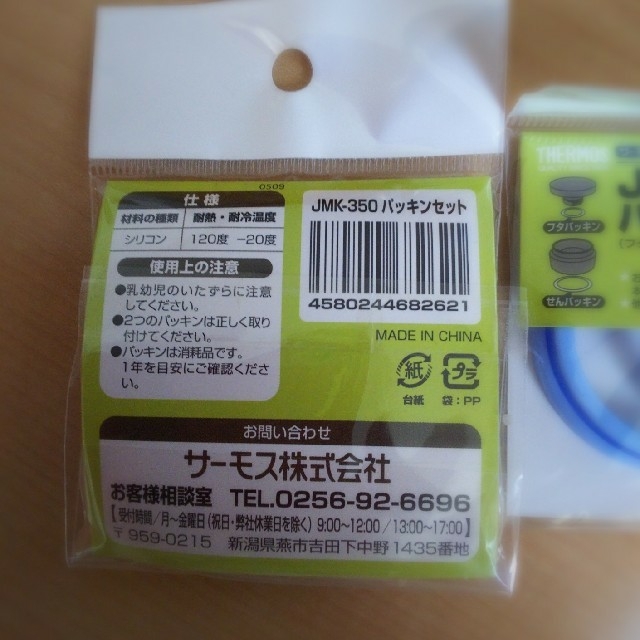 0509
仕様
材料の種類 耐熱・耐冷温度
シリコン 120度 -20度
使用上の注意
●乳幼児のいたずらに注意
してください。
●2つのパッキンは正しく取り
付けてください。
●パッキンは消耗品です。
1年を目安にご確認くださ
い。
JMK-350 パッキンセット
4580244682621
MADE IN CHINA
紙 プラ
台紙 袋:PP
お問い合わせ
サーモス株式会社
お客様相談室 TEL.0256-92-6696
【受付時間/月～金曜日(祝日・弊社休業日を除く) 9:00～12:00/13:00～17:00】
〒959-0215 新潟県燕市吉田下中野1435番地
THERMOS
J
フタパッキン
せんパッキン